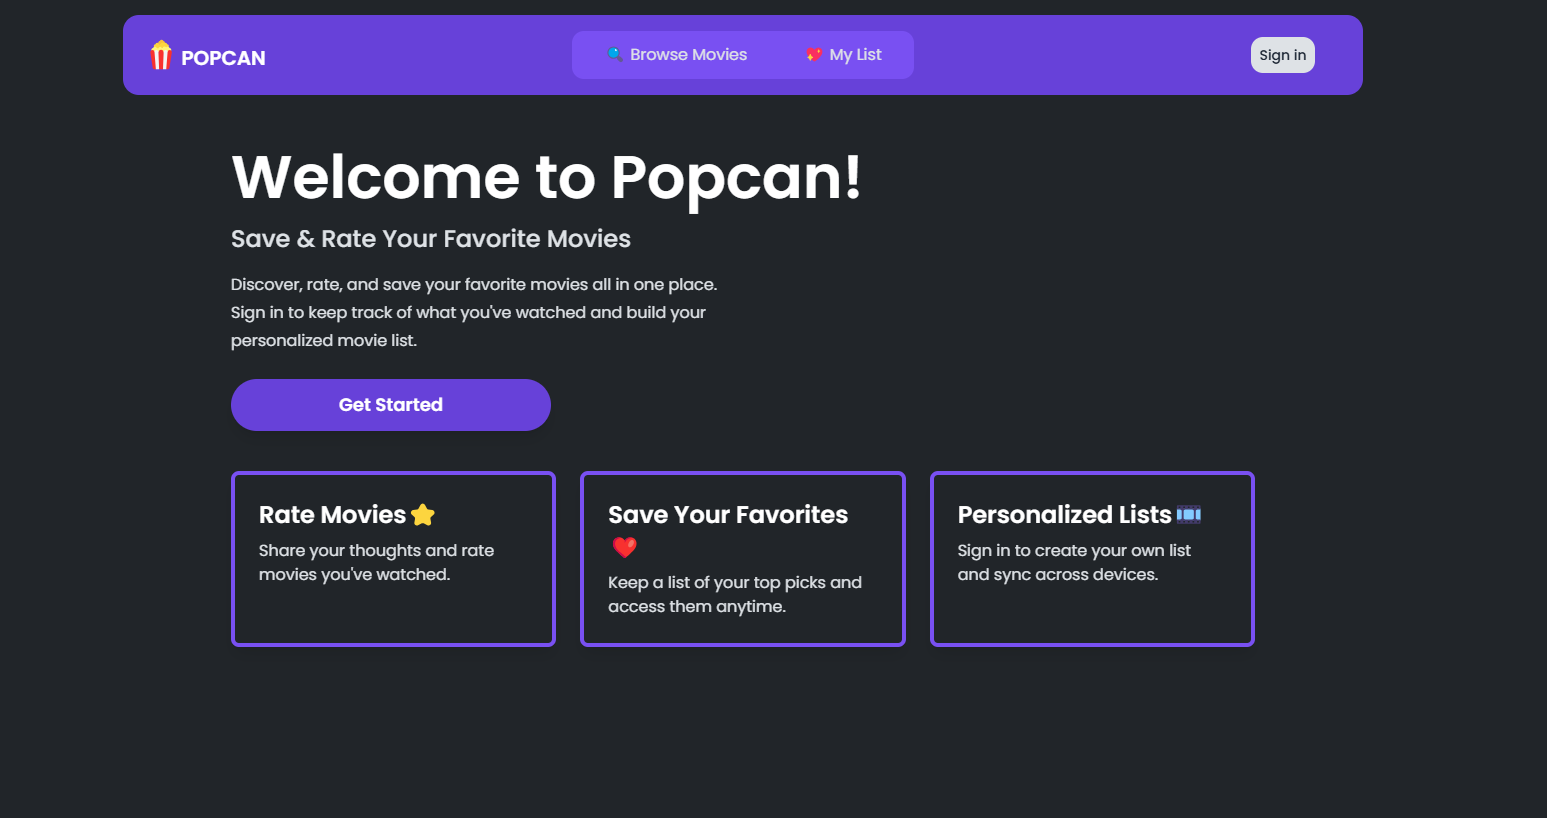 POPCAN
Browse Movies
My List
Sign in
Welcome to Popcan!
Save & Rate Your Favorite Movies
Discover, rate, and save your favorite movies all in one place.
Sign in to keep track of what you've watched and build your
personalized movie list.
Get Started
Rate Movies
Share your thoughts and rate
movies you've watched.
Save Your Favorites
Keep a list of your top picks and
access them anytime.
Personalized Lists
Sign in to create your own list
and sync across devices.